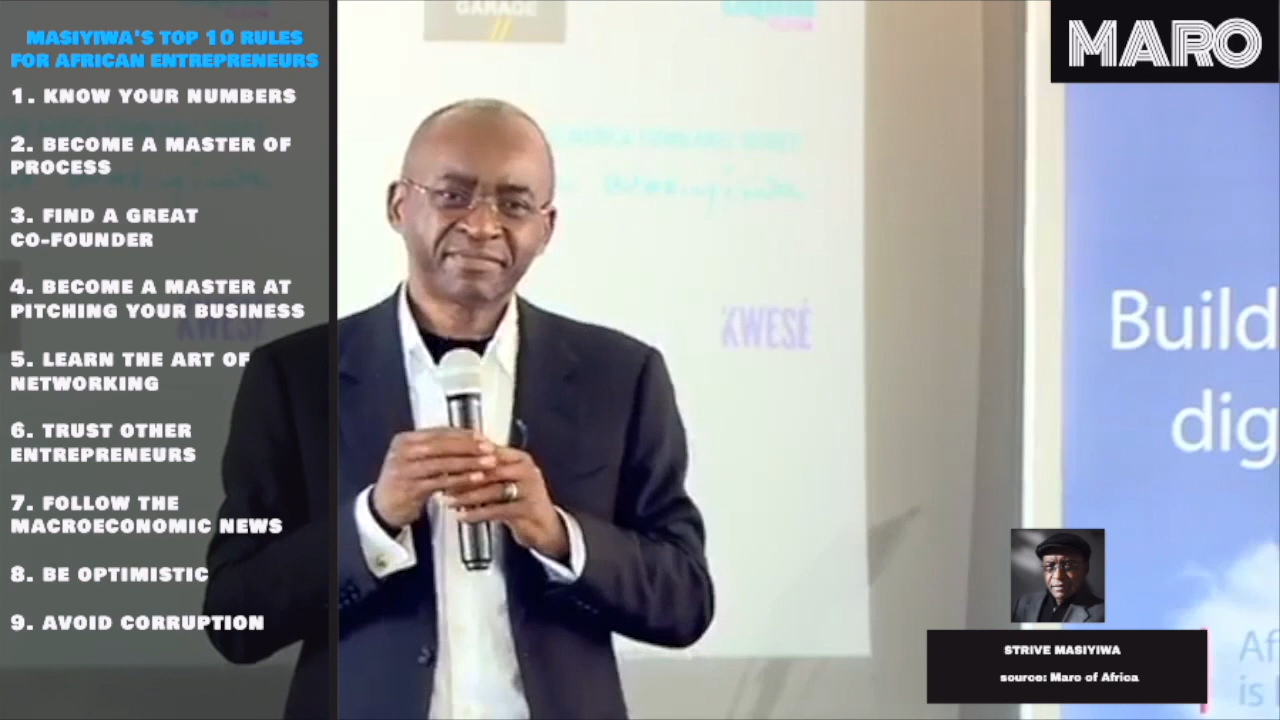 MASIYIWA'S TOP 10 RULES
FOR AFRICAN ENTREPRENEURS
1. KNOW YOUR NUMBERS
2. BECOME A MASTER OF
PROCESS
3. FIND A GREAT
CO-FOUNDER
4. BECOME A MASTER AT
PITCHING YOUR BUSINESS
5. LEARN THE ART OF
NETWORKING
6. TRUST OTHER
ENTREPRENEURS
7. FOLLOW THE
MACROECONOMIC NEWS
8. BE OPTIMISTIC
9. AVOID CORRUPTION
GARAGE
KWESÉ
KWESÉ
MARO
Build
dig
Af
is
STRIVE MASIYIWA
source: Maro of Africa